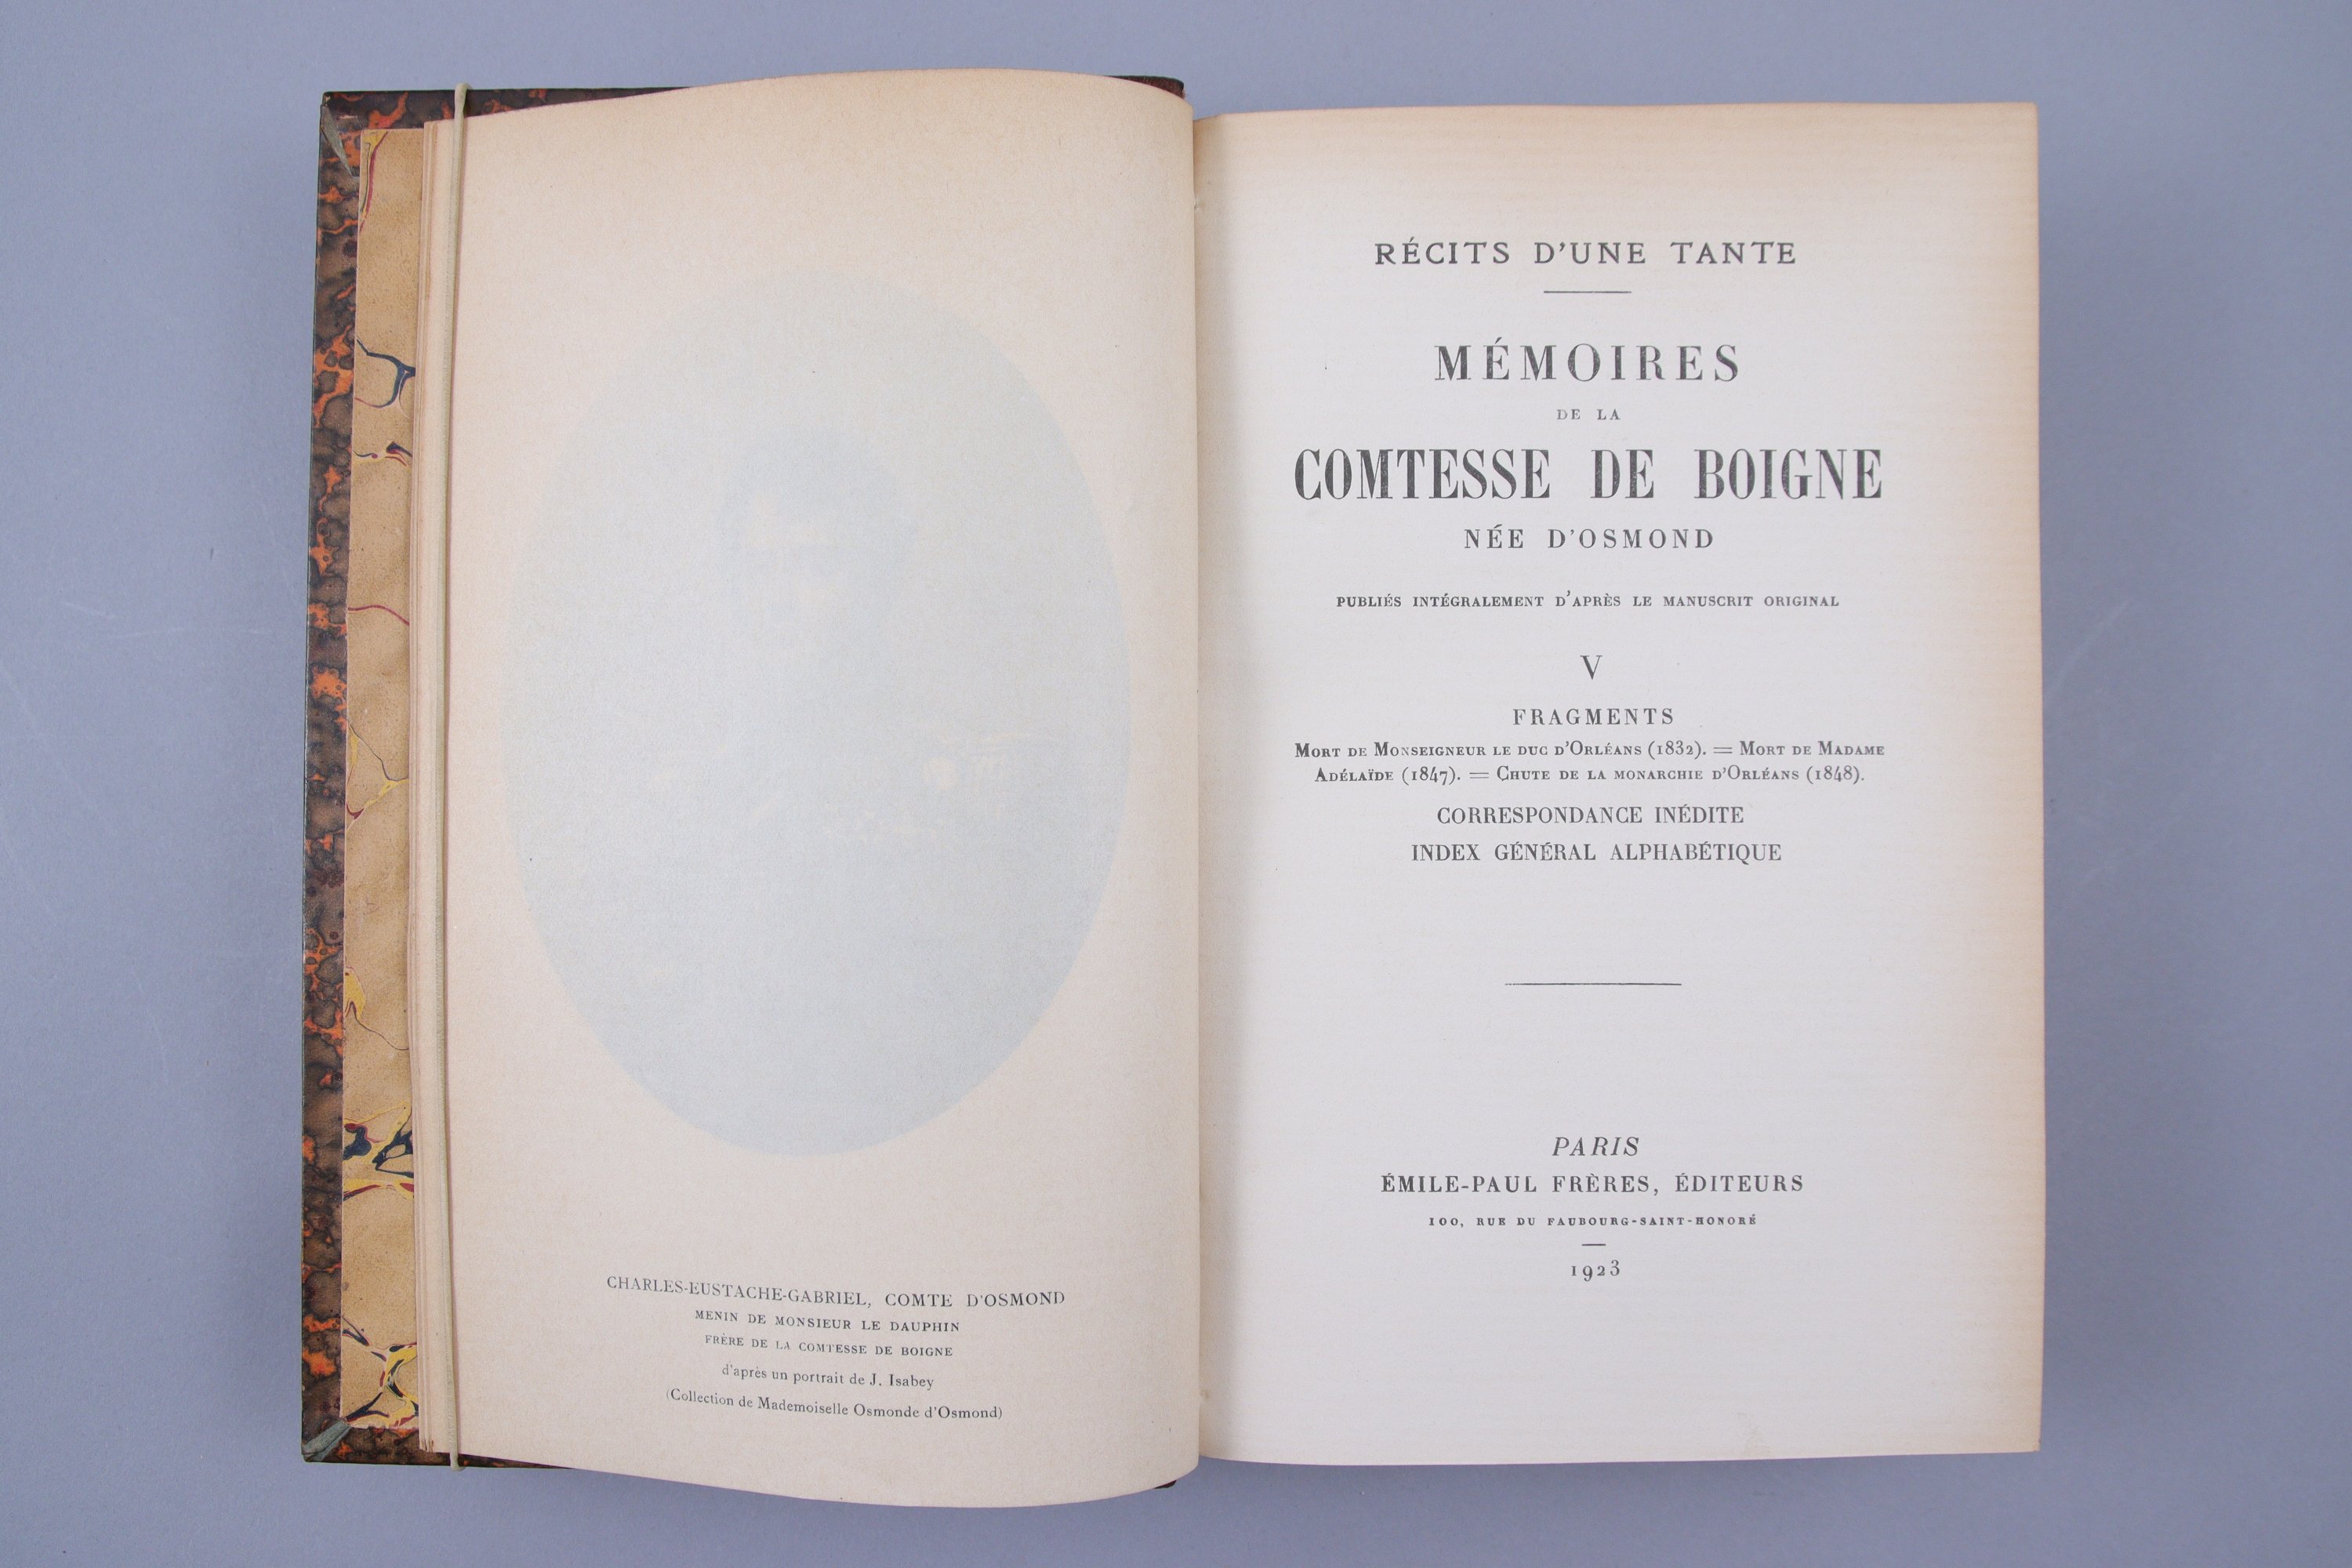 CHARLES-EUSTACHE-GABRIEL, COMTE D'OSMOND
MENIN DE MONSIEUR LE DAUPHIN
FRÈRE DE LA COMTESSE DE BOIGNE
d'après un portrait de J. Isabey
(Collection de Mademoiselle Osmonde d'Osmond)
RÉCITS D'UNE TANTE
MÉMOIRES
DE LA
COMTESSE DE BOIGNE
NÉE D'OSMOND
PUBLIÉS INTÉGRALEMENT D'APRÈS LE MANUSCRIT ORIGINAL
V
FRAGMENTS
Mort de Monseigneur le duc d'Orléans (1832). = Mort de Madame
Adélaïde (1847). = Chute de la monarchie d'Orléans (1848).
CORRESPONDANCE INÉDITE
INDEX GÉNÉRAL ALPHABÉTIQUE
PARIS
ÉMILE-PAUL FRÈRES, ÉDITEURS
100, RUE DU FAUBOURG-SAINT-HONORÉ
1923